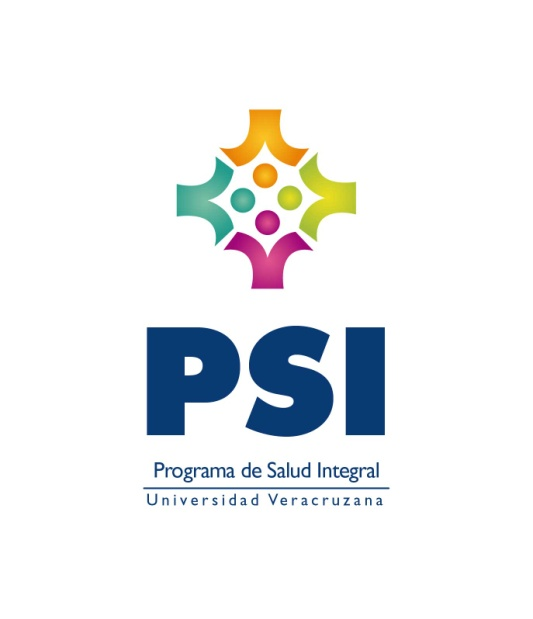 PSI
Programa de Salud Integral
Universidad Veracruzana